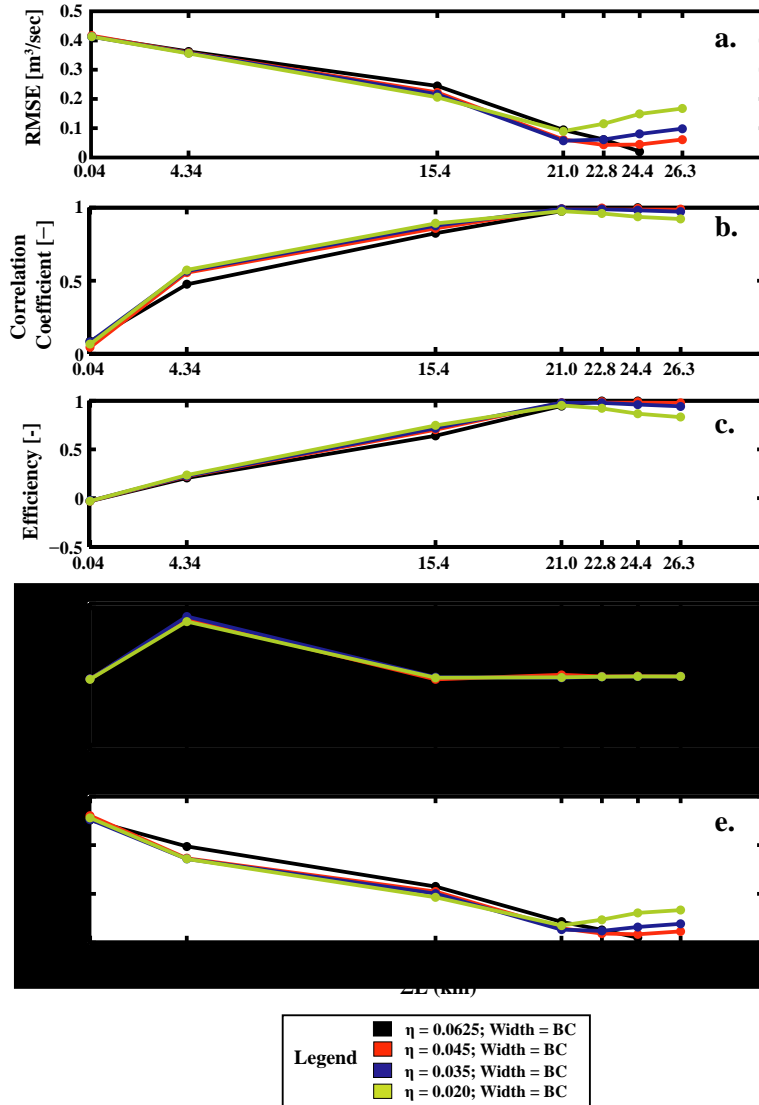 0.5
0.4
0.3
0.2
0.1
0
RMSE [m³/sec]
a.
0.04 4.34 15.4 21.0 22.8 24.4 26.3
1
0.5
0
Correlation
Coefficient [−]
b.
0.04 4.34 15.4 21.0 22.8 24.4 26.3
1
0.5
0
−0.5
Efficiency [-]
c.
0.04 4.34 15.4 21.0 22.8 24.4 26.3
e.
(km)
Legend
η = 0.0625; Width = BC
η = 0.045; Width = BC
η = 0.035; Width = BC
η = 0.020; Width = BC